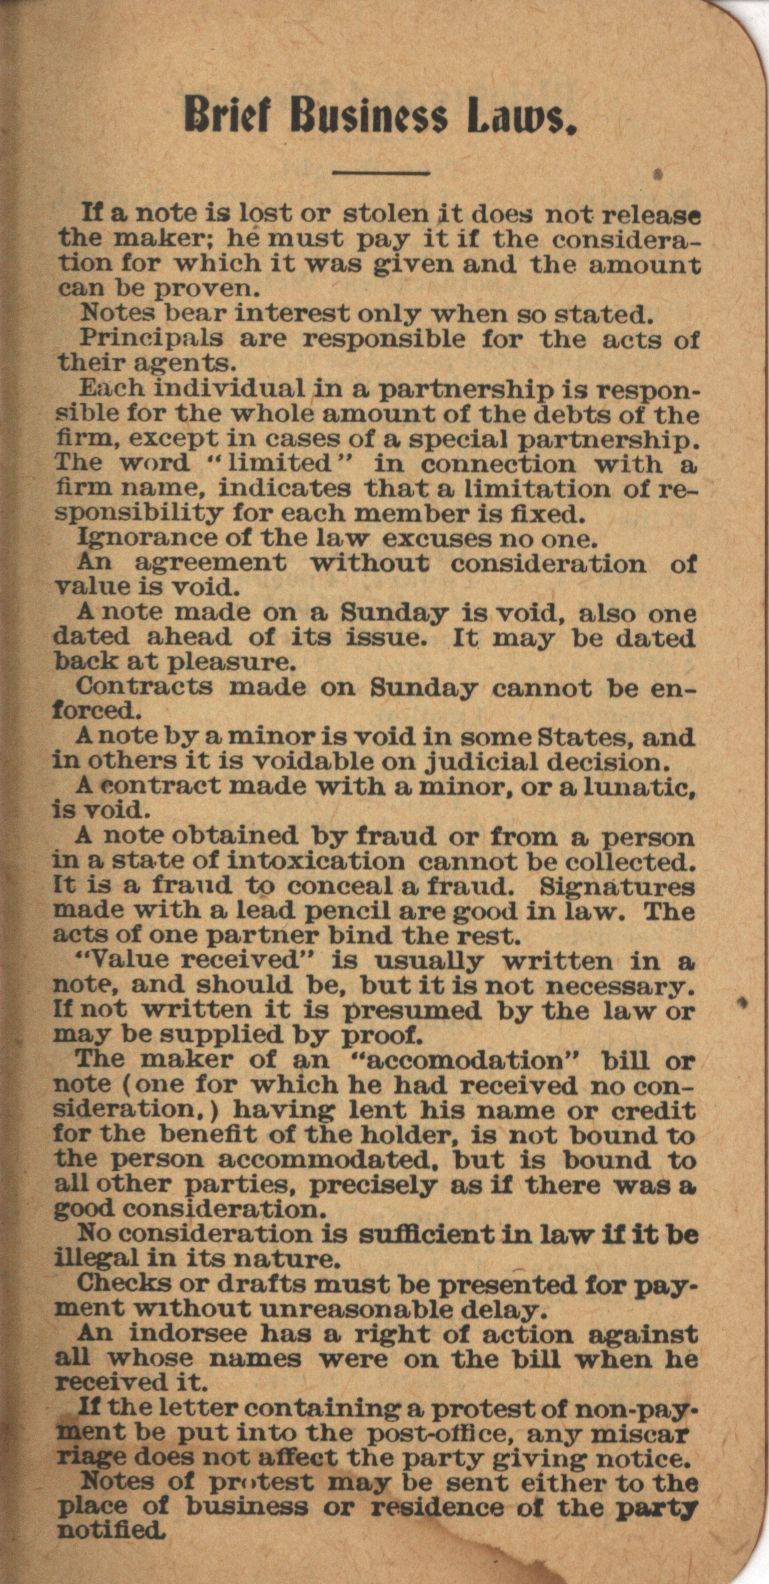 Brief Business Laws.
If a note is lost or stolen it does not release
the maker; he must pay it if the considera-
tion for which it was given and the amount
can be proven.
Notes bear interest only when so stated.
Principals are responsible for the acts of
their agents.
Each individual in a partnership is respon-
sible for the whole amount of the debts of the
firm, except in cases of a special partnership.
The word "limited" in connection with a
firm name, indicates that a limitation of re-
sponsibility for each member is fixed.
Ignorance of the law excuses no one.
An agreement without consideration of
value is void.
A note made on a Sunday is void, also one
dated ahead of its issue. It may be dated
back at pleasure.
Contracts made on Sunday cannot be en-
forced.
A note by a minor is void in some States, and
in others it is voidable on judicial decision.
A contract made with a minor, or a lunatic,
is void.
A note obtained by fraud or from a person
in a state of intoxication cannot be collected.
It is a fraud to conceal a fraud. Signatures
made with a lead pencil are good in law. The
acts of one partner bind the rest.
"Value received" is usually written in a
note, and should be, but it is not necessary.
If not written it is presumed by the law or
may be supplied by proof.
The maker of an "accomodation" bill or
note (one for which he had received no con-
sideration,) having lent his name or credit
for the benefit of the holder, is not bound to
the person accommodated, but is bound to
all other parties, precisely as if there was a
good consideration.
No consideration is sufficient in law if it be
illegal in its nature.
Checks or drafts must be presented for pay-
ment without unreasonable delay.
An indorsee has a right of action against
all whose names were on the bill when he
received it.
If the letter containing a protest of non-pay-
ment be put into the post-office, any miscar
riage does not affect the party giving notice.
Notes of protest may be sent either to the
place of business or residence of the party
notified.